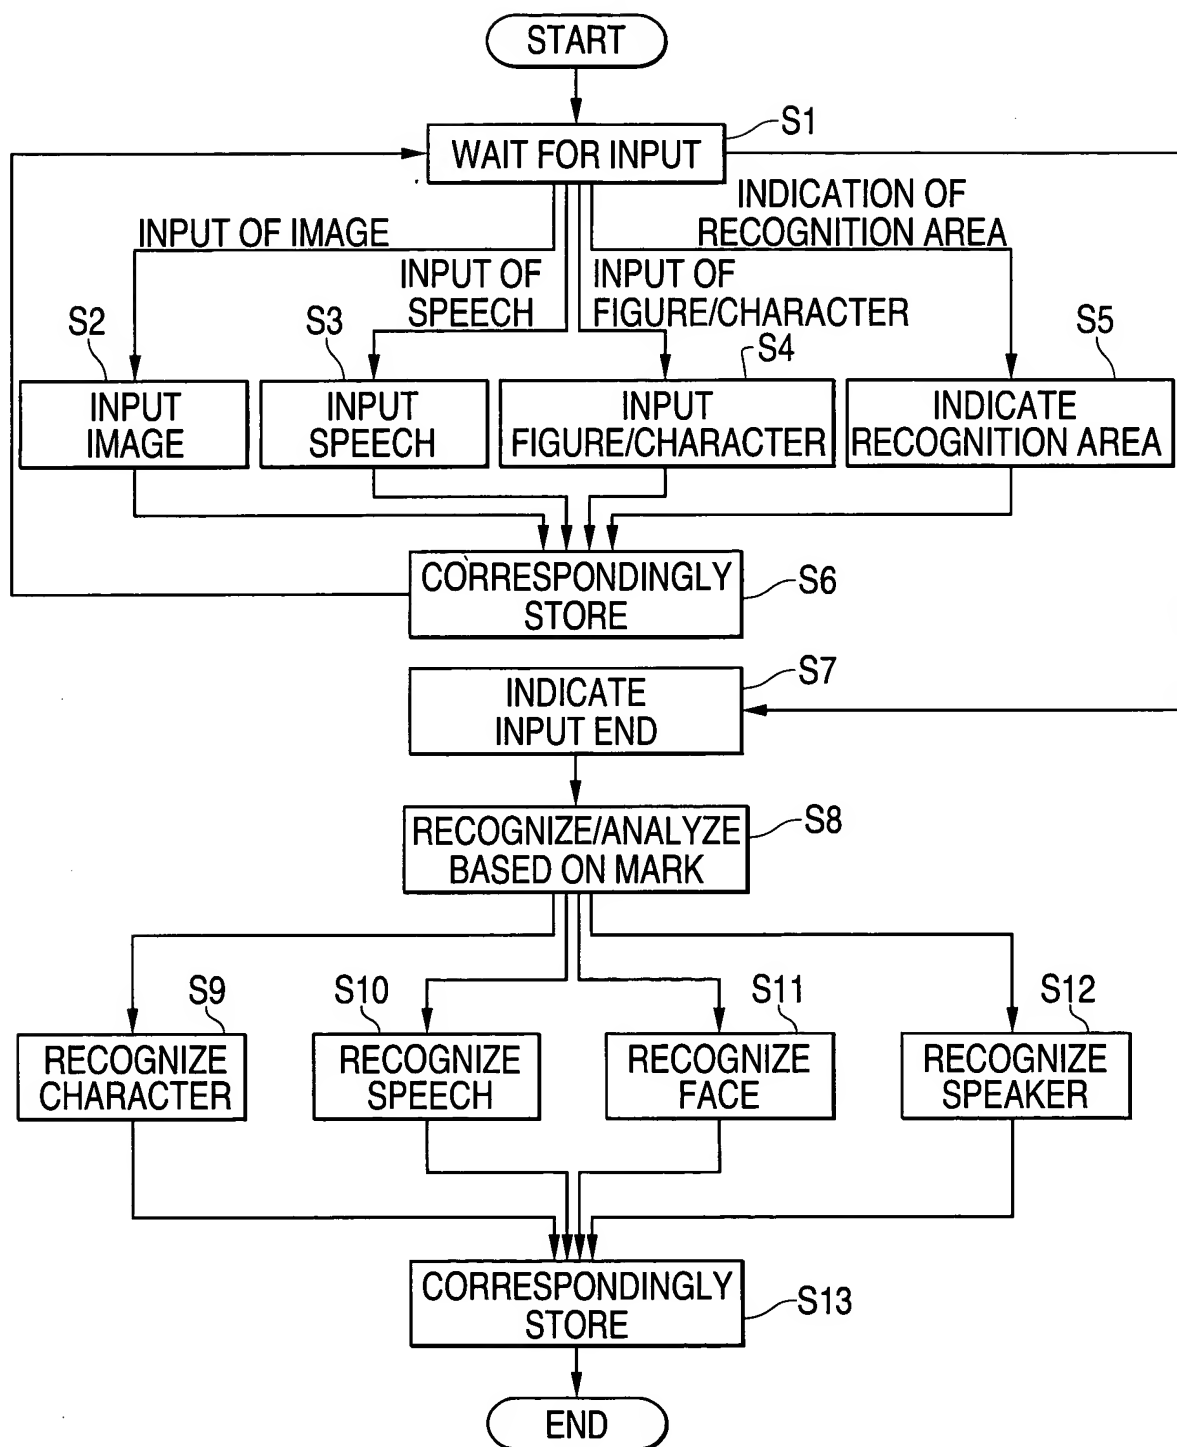 START
S1
WAIT FOR INPUT
INDICATION OF
RECOGNITION AREA
INPUT OF IMAGE
INPUT OF
SPEECH
INPUT OF
FIGURE/CHARACTER
S2
S3
S4
S5
INPUT
IMAGE
INPUT
SPEECH
INPUT
FIGURE/CHARACTER
INDICATE
RECOGNITION AREA
CORRESPONDINGLY
STORE
S6
S7
INDICATE
INPUT END
RECOGNIZE/ANALYZE
BASED ON MARK
S8
S9
S10
S11
S12
RECOGNIZE
CHARACTER
RECOGNIZE
SPEECH
RECOGNIZE
FACE
RECOGNIZE
SPEAKER
CORRESPONDINGLY
STORE
S13
END